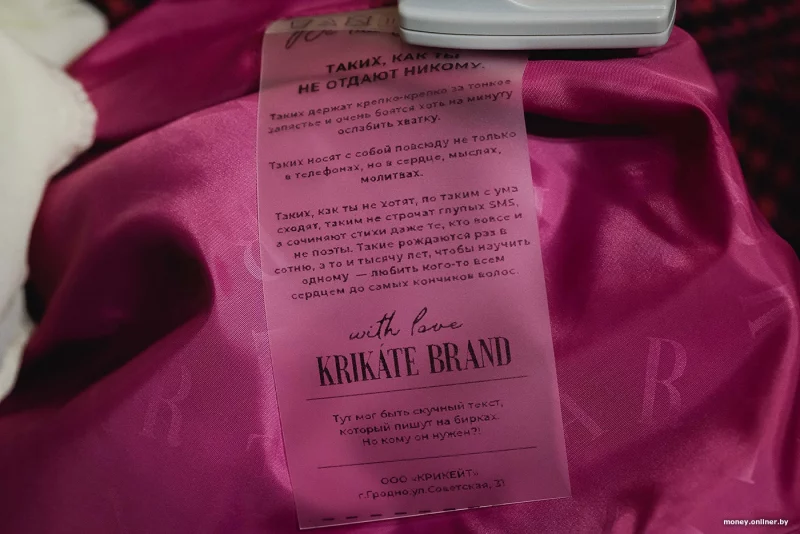 ТАКИХ, КАК ТЫ
НЕ ОТДАЮТ НИКОМУ.
Таких держат крепко-крепко за тонкое
запястье и очень боятся хоть на минуту
ослабить хватку.
Таких носят с собой повсюду не только
в телефонах, но в сердце, мыслях,
молитвах.
Таких, как ты не хотят, по таким с ума
сходят, таким не строчат глупых SMS,
а сочиняют стихи даже те, кто вовсе и
не поэты. Такие рождаются раз в
сотню, а то и тысячу лет, чтобы научить
одному — любить кого-то всем
сердцем до самых кончиков волос.
with love
KRIKÁTE BRAND
Тут мог быть скучный текст,
который пишут на бирках.
Но кому он нужен?!
ООО «КРИКЕЙТ»
г.Гродно ул.Советская, 31
money.onliner.by